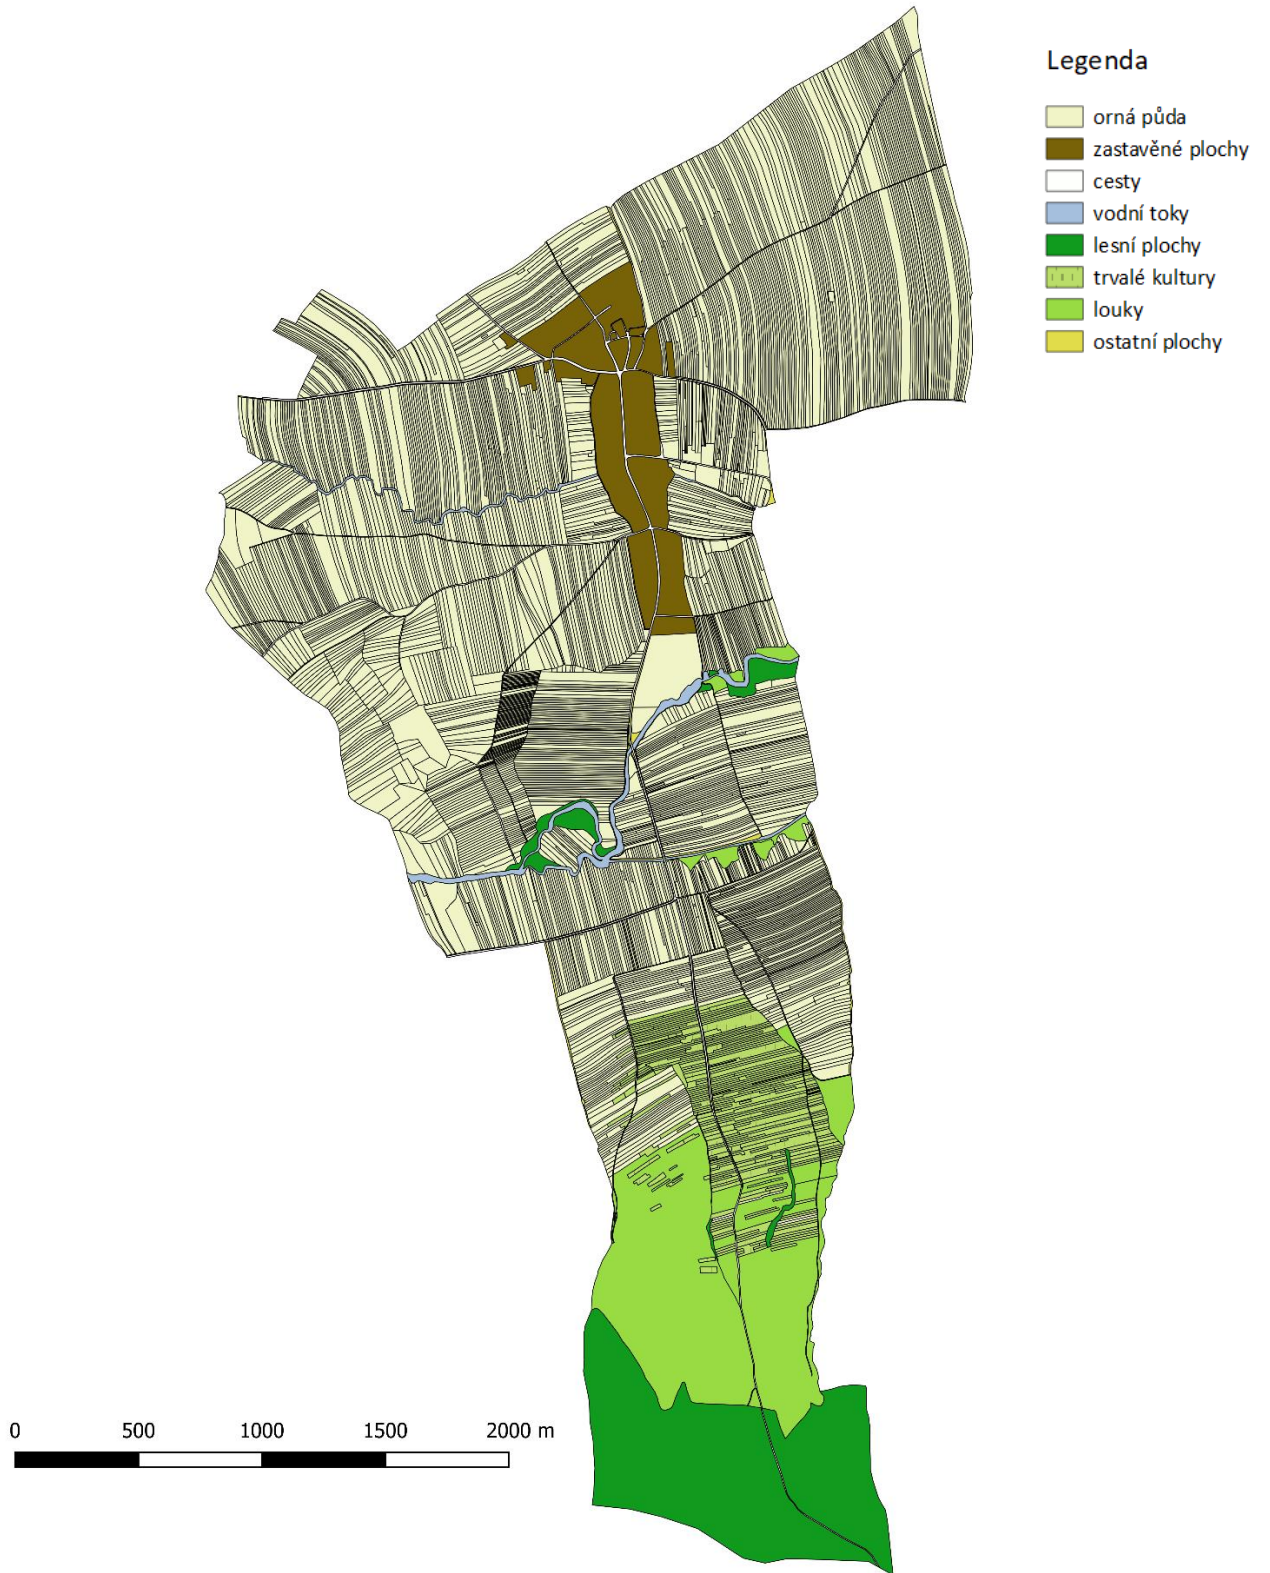 Legenda
orná půda
zastavěné plochy
cesty
vodní toky
lesní plochy
trvalé kultury
louky
ostatní plochy
0 500 1000 1500 2000 m